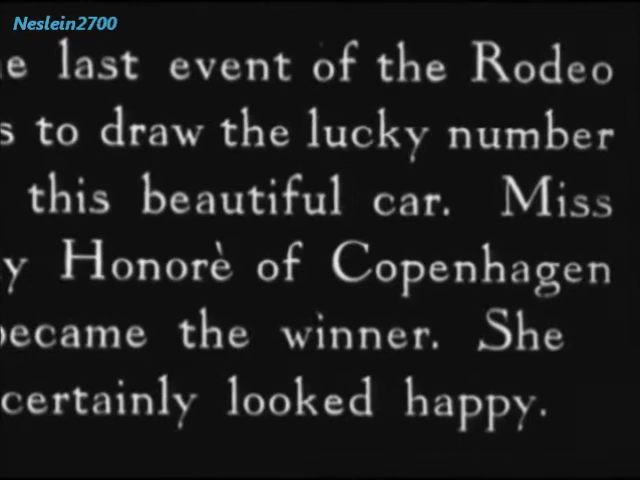 Neslein2700
e last event of the Rodeo
s to draw the lucky number
this beautiful car. Miss
y Honorè of Copenhagen
became the winner. She
certainly looked happy.